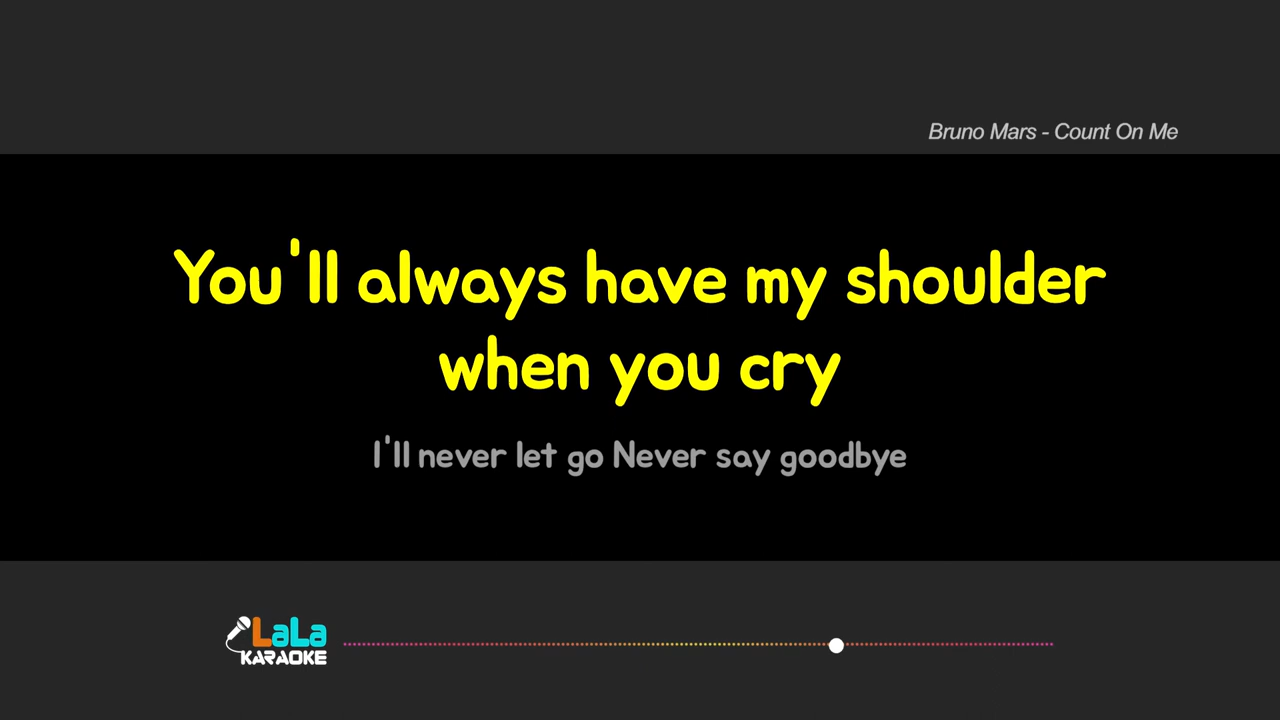 Bruno Mars - Count On Me
You'll always have my shoulder
when you cry
I'll never let go Never say goodbye
LaLa
KARAOKE